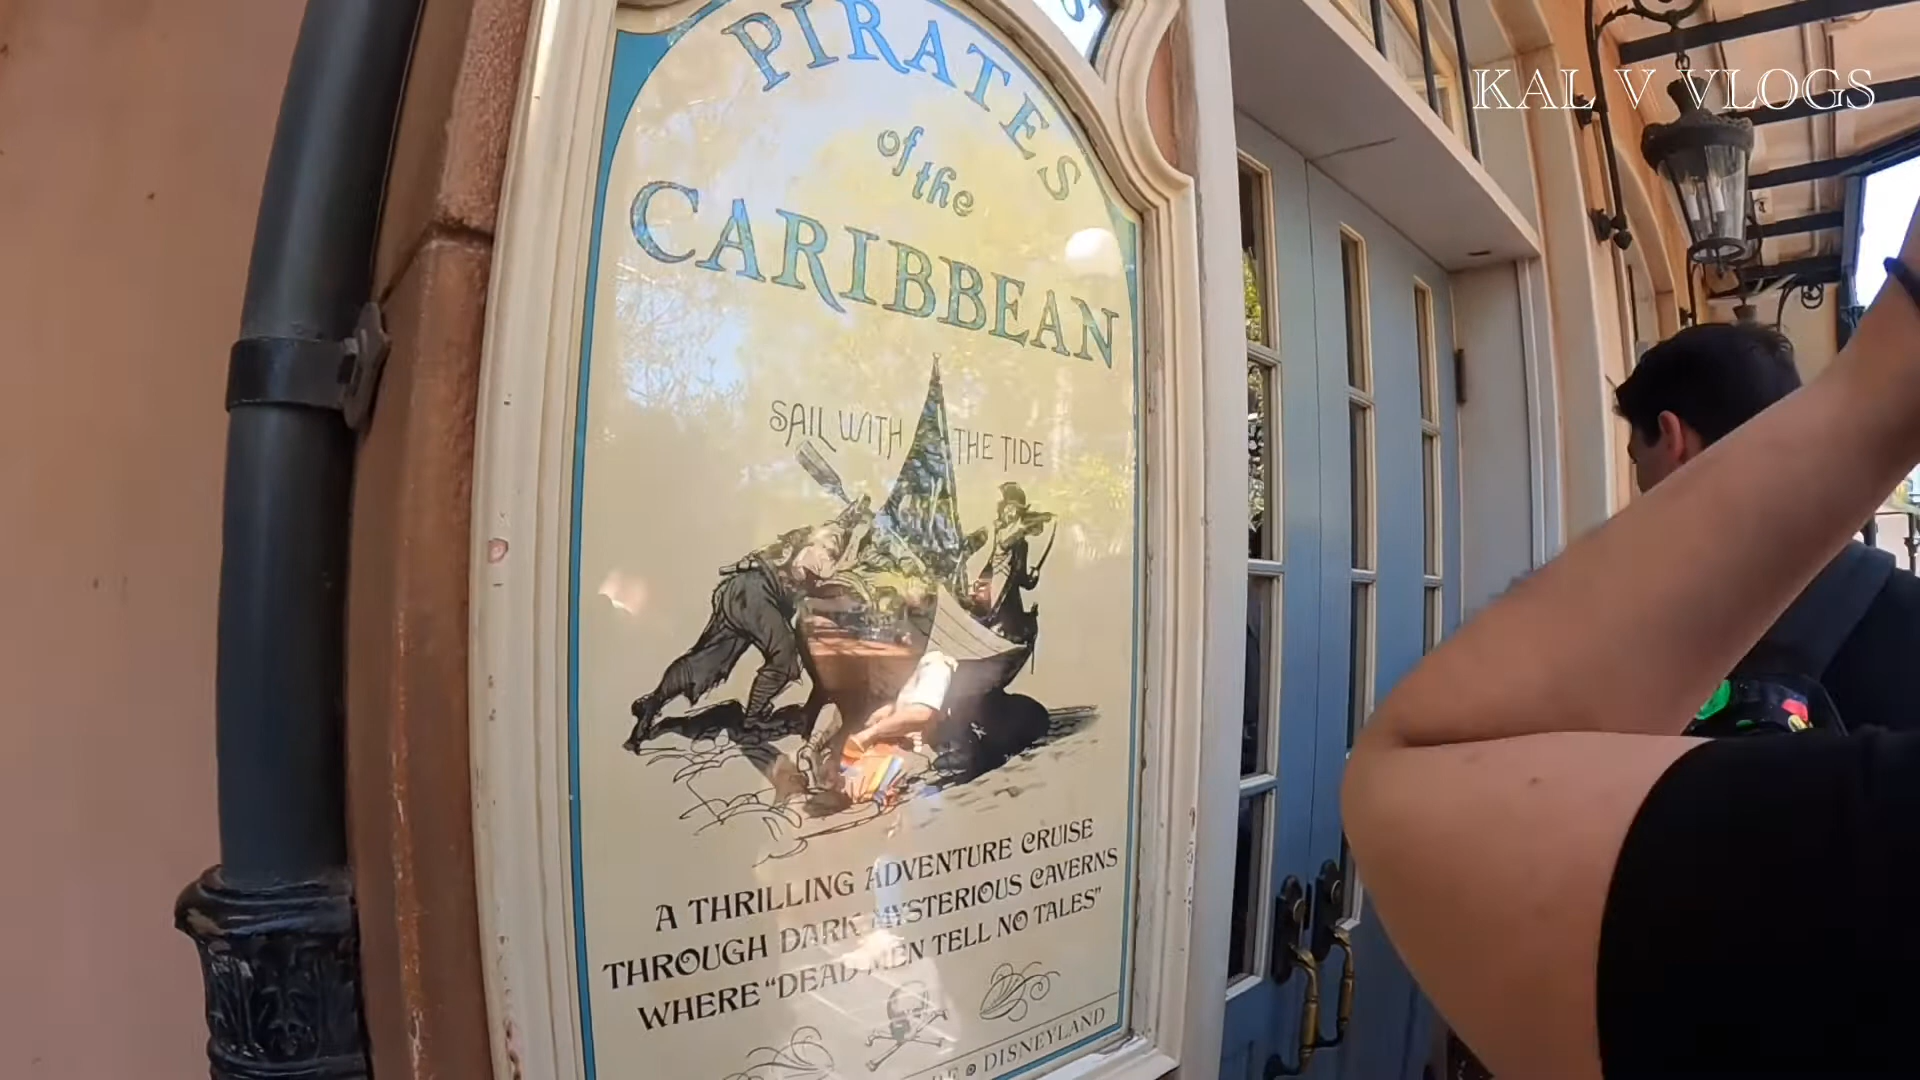 KAL V VLOGS
PIRATES
of the
CARIBBEAN
SAIL WITH THE TIDE
A THRILLING ADVENTURE CRUISE
THROUGH DARK MYSTERIOUS CAVERNS
WHERE “DEAD MEN TELL NO TALES”
DISNEYLAND